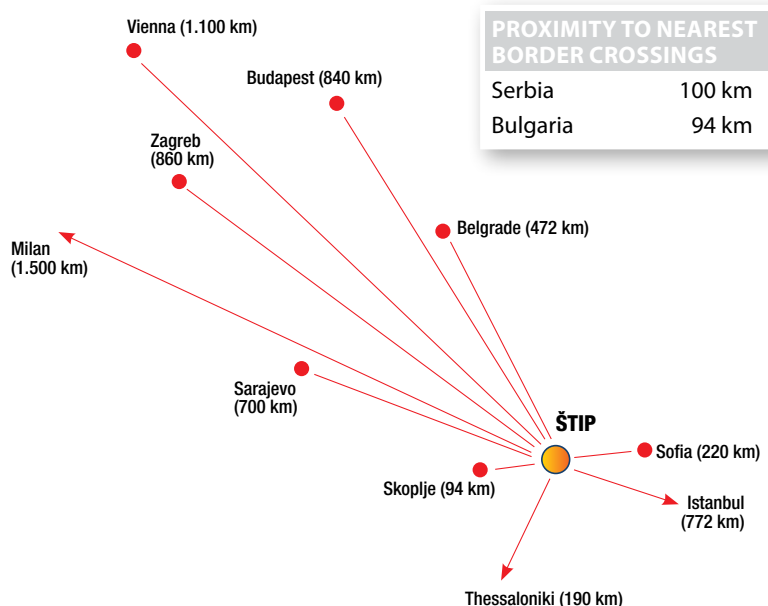 Vienna (1.100 km)
PROXIMITY TO NEAREST
BORDER CROSSINGS
Serbia 100 km
Bulgaria 94 km
Budapest (840 km)
Zagreb
(860 km)
Belgrade (472 km)
Milan
(1.500 km)
Sarajevo
(700 km)
ŠTIP
Sofia (220 km)
Skoplje (94 km)
Istanbul
(772 km)
Thessaloniki (190 km)